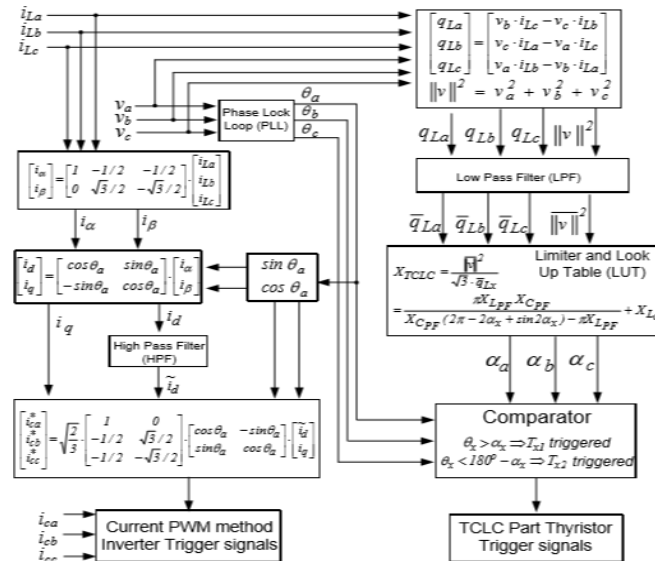 i_La
i_Lb
i_Lc
[q_La q_Lb q_Lc] = [v_b · i_Lc − v_c · i_Lb
v_c · i_La − v_a · i_Lc
v_a · i_Lb − v_b · i_La]
‖v‖² = v_a² + v_b² + v_c²
v_a
v_b
v_c
Phase Lock
Loop (PLL)
θ_a
θ_b
θ_c
q_La q_Lb q_Lc ‖v‖²
Low Pass Filter (LPF)
[i_α i_β] = [1 −1/2 −1/2
0 √3/2 −√3/2] · [i_La i_Lb i_Lc]
i_α i_β
q̅_La q̅_Lb q̅_Lc ‖v‖̅²
[i_d i_q] = [cosθ_a sinθ_a
−sinθ_a cosθ_a] · [i_α i_β]
sin θ_a
cos θ_a
Limiter and Look
Up Table (LUT)
X_TCLC = ‖v‖̅² / (√3 · q̅_Lx)
= πX_L_PF X_C_PF / (X_C_PF (2π − 2α_x + sin2α_x) − πX_L_PF) + X_L
i_q i_d
High Pass Filter
(HPF)
ĩ_d
α_a α_b α_c
[i*_ca i*_cb i*_cc] = √(2/3) · [1 0
−1/2 √3/2
−1/2 −√3/2] · [cosθ_a −sinθ_a
sinθ_a cosθ_a] · [ĩ_d i_q]
Comparator
θ_x > α_x ⇒ T_x1 triggered
θ_x < 180° − α_x ⇒ T_x2 triggered
i_ca
i_cb
i_cc
Current PWM method
Inverter Trigger signals
TCLC Part Thyristor
Trigger signals